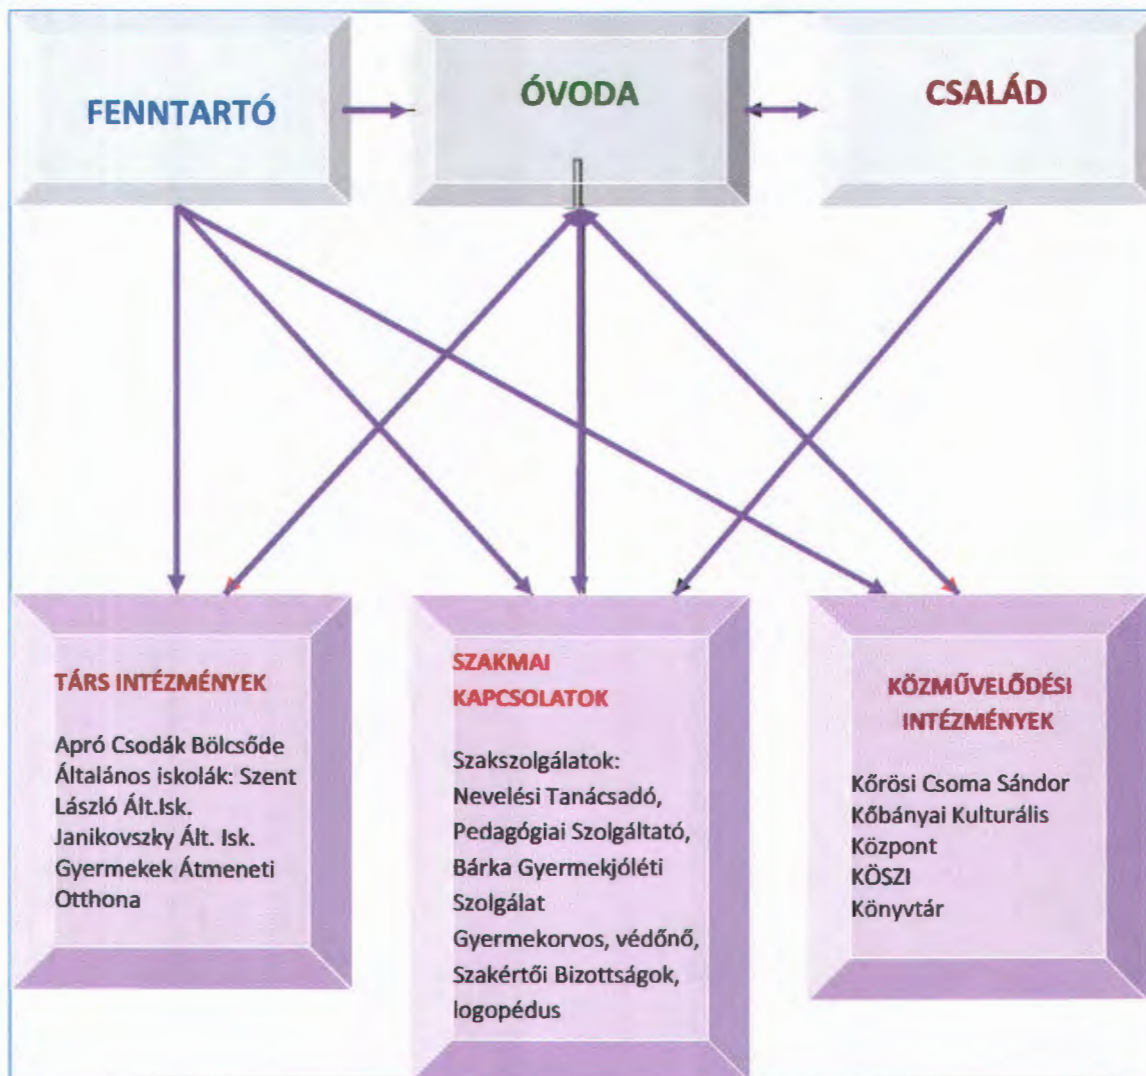 FENNTARTÓ
ÓVODA
CSALÁD
TÁRS INTÉZMÉNYEK
Apró Csodák Bölcsőde
Általános iskolák: Szent
László Ált.Isk.
Janikovszky Ált. Isk.
Gyermekek Átmeneti
Otthona
SZAKMAI
KAPCSOLATOK
Szakszolgálatok:
Nevelési Tanácsadó,
Pedagógiai Szolgáltató,
Bárka Gyermekjóléti
Szolgálat
Gyermekorvos, védőnő,
Szakértői Bizottságok,
logopédus
KÖZMŰVELŐDÉSI
INTÉZMÉNYEK
Kőrösi Csoma Sándor
Kőbányai Kulturális
Központ
KÖSZI
Könyvtár